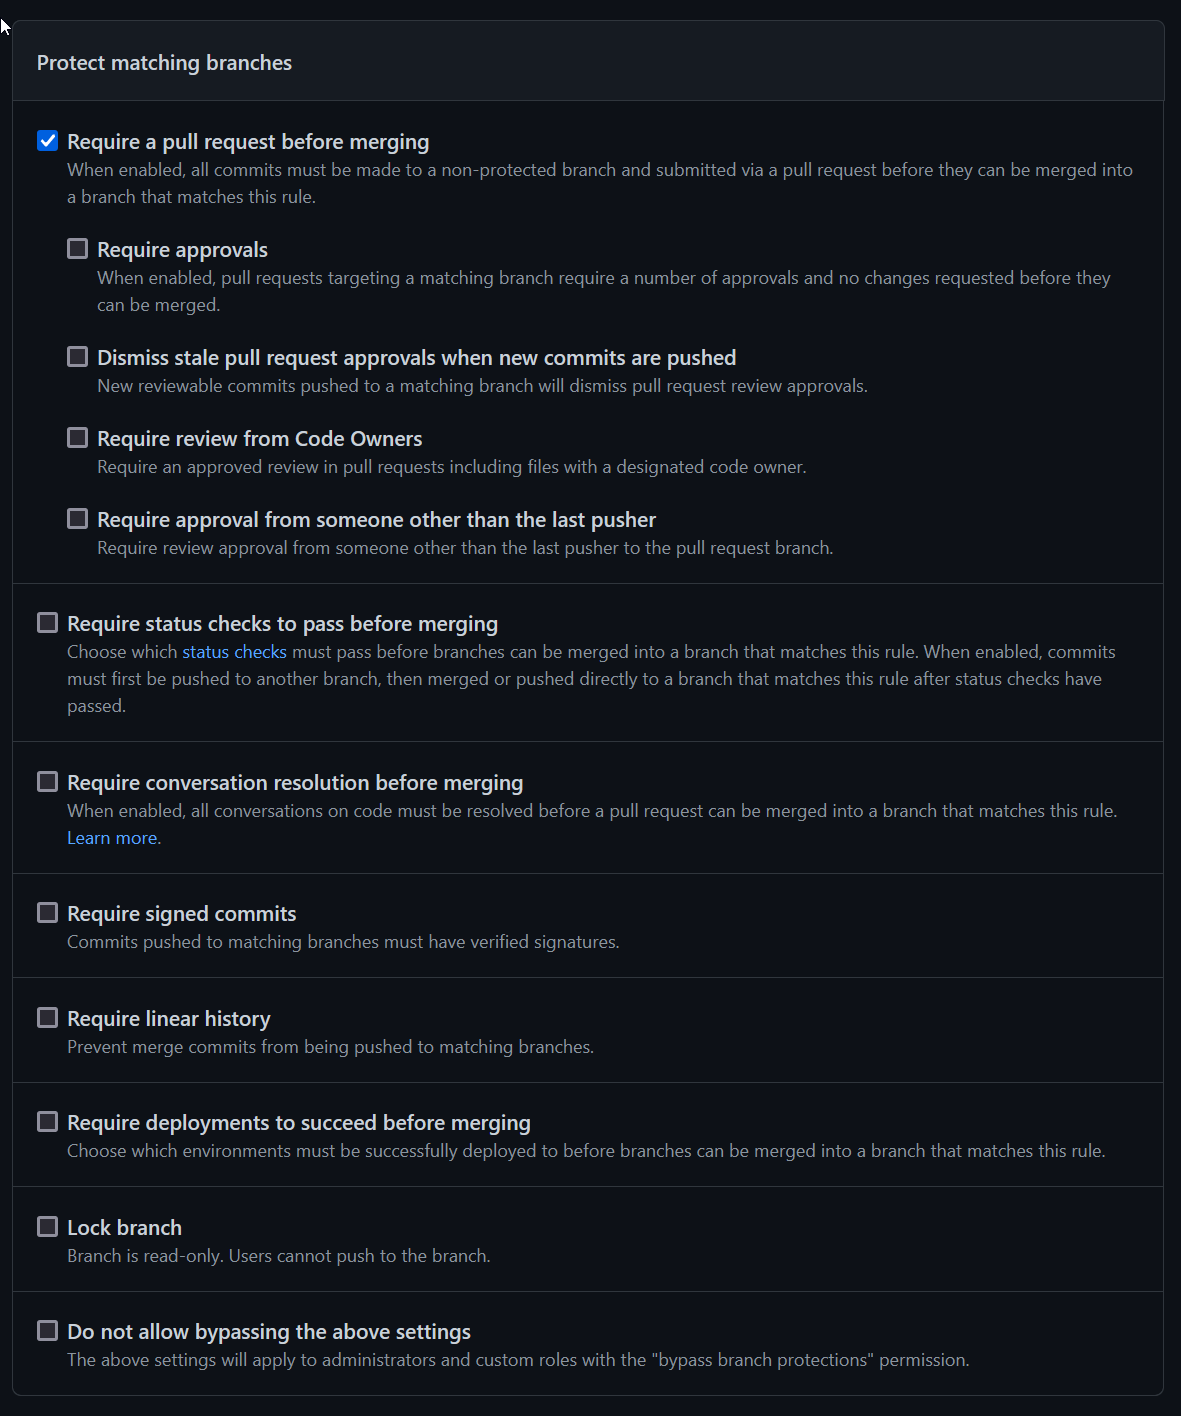 Protect matching branches
Require a pull request before merging
When enabled, all commits must be made to a non-protected branch and submitted via a pull request before they can be merged into
a branch that matches this rule.
Require approvals
When enabled, pull requests targeting a matching branch require a number of approvals and no changes requested before they
can be merged.
Dismiss stale pull request approvals when new commits are pushed
New reviewable commits pushed to a matching branch will dismiss pull request review approvals.
Require review from Code Owners
Require an approved review in pull requests including files with a designated code owner.
Require approval from someone other than the last pusher
Require review approval from someone other than the last pusher to the pull request branch.
Require status checks to pass before merging
Choose which status checks must pass before branches can be merged into a branch that matches this rule. When enabled, commits
must first be pushed to another branch, then merged or pushed directly to a branch that matches this rule after status checks have
passed.
Require conversation resolution before merging
When enabled, all conversations on code must be resolved before a pull request can be merged into a branch that matches this rule.
Learn more.
Require signed commits
Commits pushed to matching branches must have verified signatures.
Require linear history
Prevent merge commits from being pushed to matching branches.
Require deployments to succeed before merging
Choose which environments must be successfully deployed to before branches can be merged into a branch that matches this rule.
Lock branch
Branch is read-only. Users cannot push to the branch.
Do not allow bypassing the above settings
The above settings will apply to administrators and custom roles with the "bypass branch protections" permission.